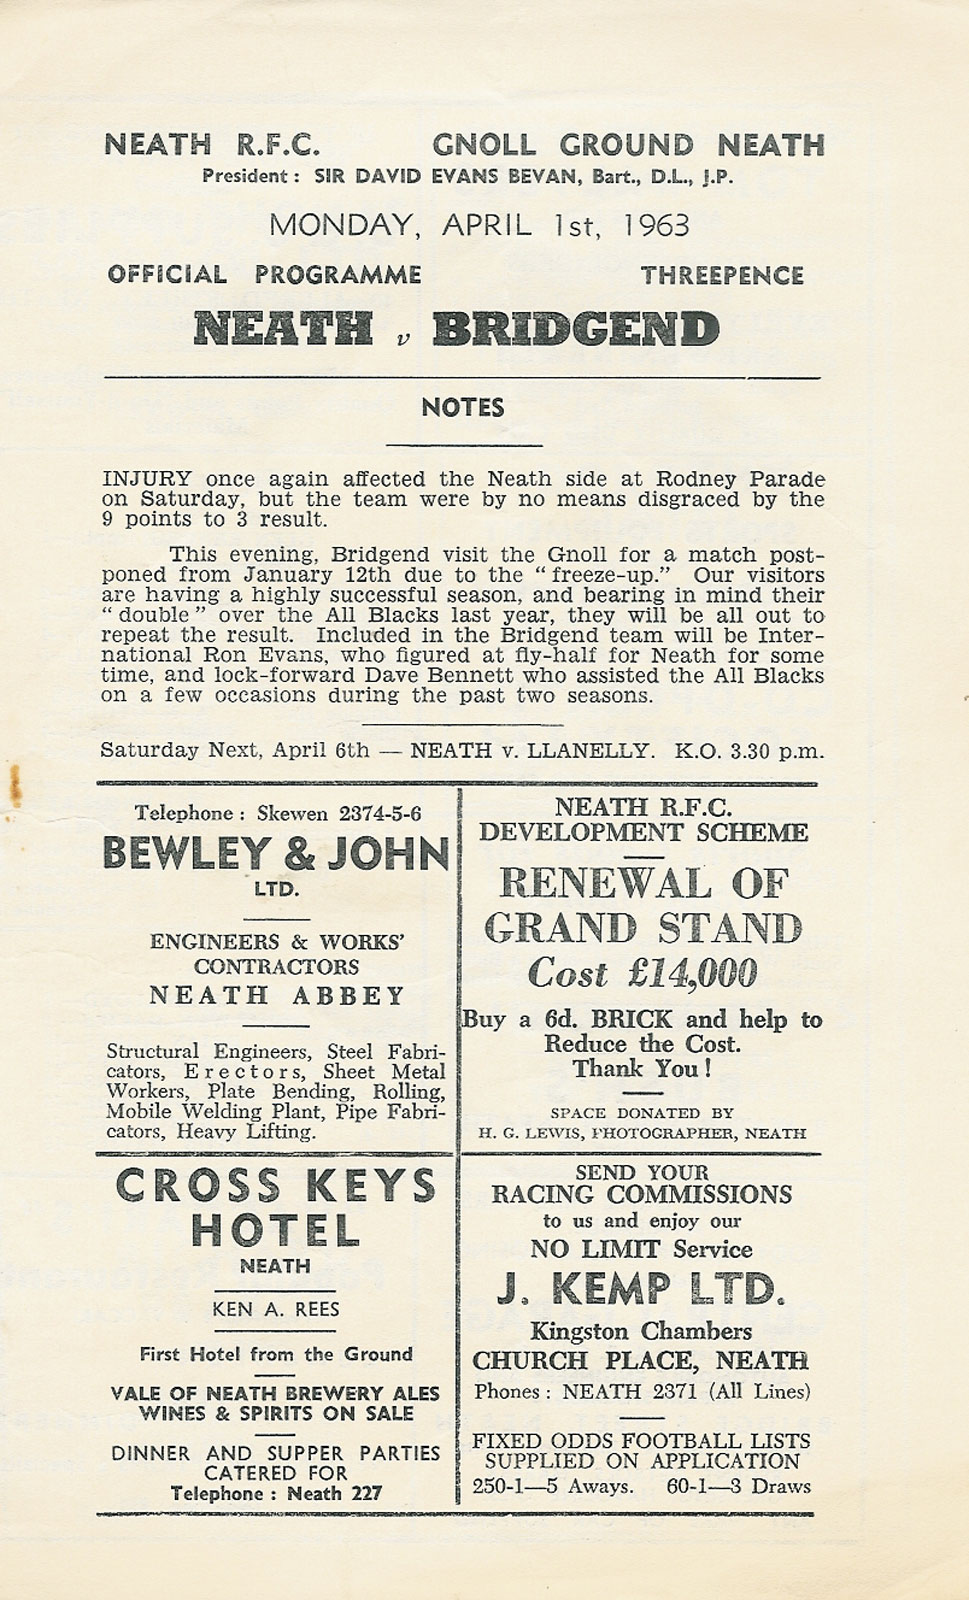 NEATH R.F.C. GNOLL GROUND NEATH
President : SIR DAVID EVANS BEVAN, Bart., D.L., J.P.
MONDAY, APRIL 1st, 1963
OFFICIAL PROGRAMME THREEPENCE
NEATH v BRIDGEND
NOTES
INJURY once again affected the Neath side at Rodney Parade
on Saturday, but the team were by no means disgraced by the
9 points to 3 result.
This evening, Bridgend visit the Gnoll for a match post-
poned from January 12th due to the “ freeze-up.” Our visitors
are having a highly successful season, and bearing in mind their
“ double ” over the All Blacks last year, they will be all out to
repeat the result. Included in the Bridgend team will be Inter-
national Ron Evans, who figured at fly-half for Neath for some
time, and lock-forward Dave Bennett who assisted the All Blacks
on a few occasions during the past two seasons.
Saturday Next, April 6th — NEATH v. LLANELLY. K.O. 3.30 p.m.
Telephone : Skewen 2374-5-6
BEWLEY & JOHN
LTD.
ENGINEERS & WORKS’
CONTRACTORS
NEATH ABBEY
Structural Engineers, Steel Fabri-
cators, Erectors, Sheet Metal
Workers, Plate Bending, Rolling,
Mobile Welding Plant, Pipe Fabri-
cators, Heavy Lifting.
NEATH R.F.C.
DEVELOPMENT SCHEME
RENEWAL OF
GRAND STAND
Cost £14,000
Buy a 6d. BRICK and help to
Reduce the Cost.
Thank You !
SPACE DONATED BY
H. G. LEWIS, PHOTOGRAPHER, NEATH
CROSS KEYS
HOTEL
NEATH
KEN A. REES
First Hotel from the Ground
VALE OF NEATH BREWERY ALES
WINES & SPIRITS ON SALE
DINNER AND SUPPER PARTIES
CATERED FOR
Telephone : Neath 227
SEND YOUR
RACING COMMISSIONS
to us and enjoy our
NO LIMIT Service
J. KEMP LTD.
Kingston Chambers
CHURCH PLACE, NEATH
Phones : NEATH 2371 (All Lines)
FIXED ODDS FOOTBALL LISTS
SUPPLIED ON APPLICATION
250-1—5 Aways. 60-1—3 Draws